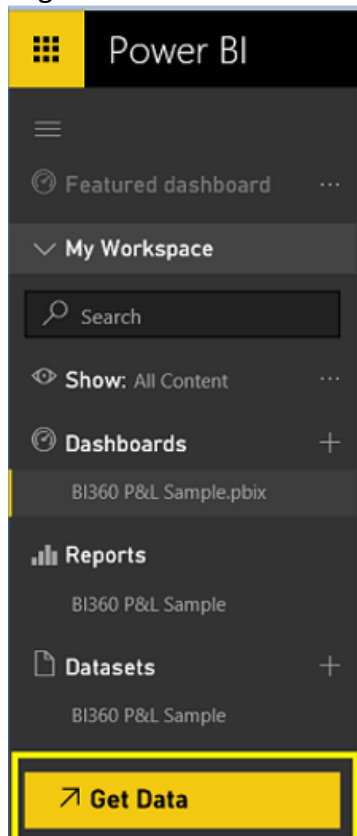 Power BI
Featured dashboard ...
My Workspace
Search
Show: All Content ...
Dashboards +
BI360 P&L Sample.pbix
Reports
BI360 P&L Sample
Datasets +
BI360 P&L Sample
Get Data